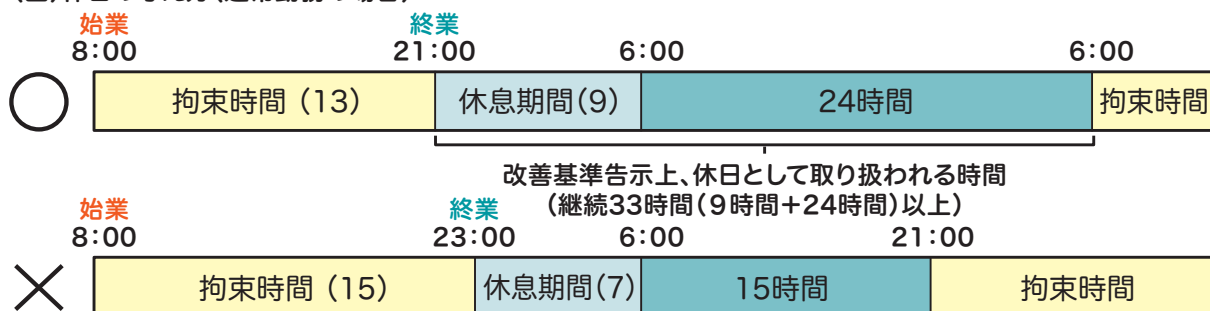 始業 終業
8:00 21:00 6:00 6:00
拘束時間（13） 休息期間（9） 24時間 拘束時間
改善基準告示上、休日として取り扱われる時間
（継続33時間（9時間＋24時間）以上）
始業 終業
8:00 23:00 6:00 21:00
拘束時間（15） 休息期間（7） 15時間 拘束時間